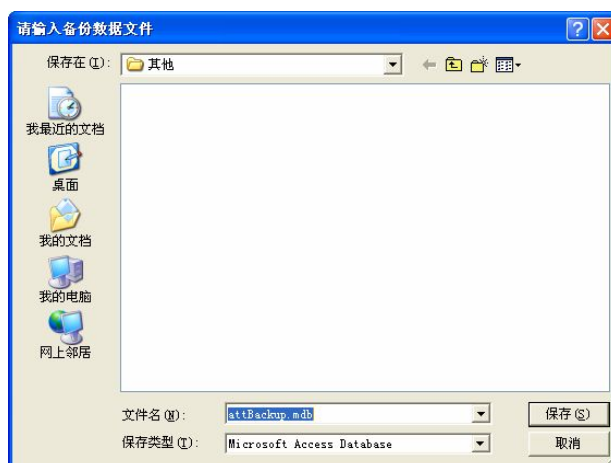 请输入备份数据文件
保存在(I):
其他
我最近的文档
桌面
我的文档
我的电脑
网上邻居
文件名(N):
attBackup.mdb
保存(S)
保存类型(T):
Microsoft Access Database
取消